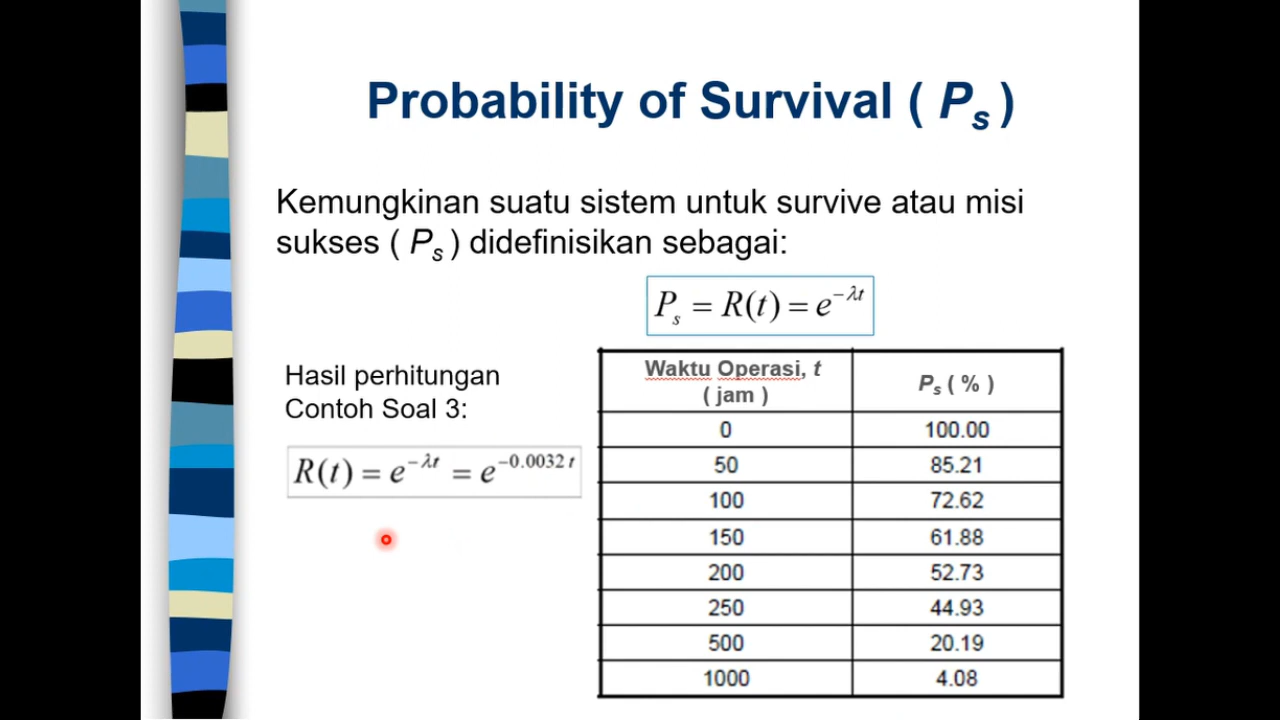 Probability of Survival ( Ps )
Kemungkinan suatu sistem untuk survive atau misi
sukses ( Ps ) didefinisikan sebagai:
Ps = R(t) = e^−λt
Hasil perhitungan
Contoh Soal 3:
R(t) = e^−λt = e^−0.0032 t
Waktu Operasi, t
( jam )
Ps ( % )
0 100.00
50 85.21
100 72.62
150 61.88
200 52.73
250 44.93
500 20.19
1000 4.08